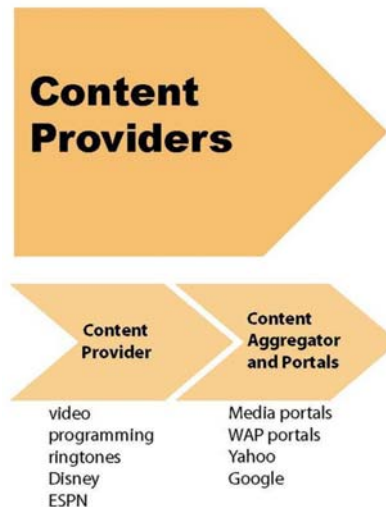 Content
Providers
Content
Provider
Content
Aggregator
and Portals
video
programming
ringtones
Disney
ESPN
Media portals
WAP portals
Yahoo
Google